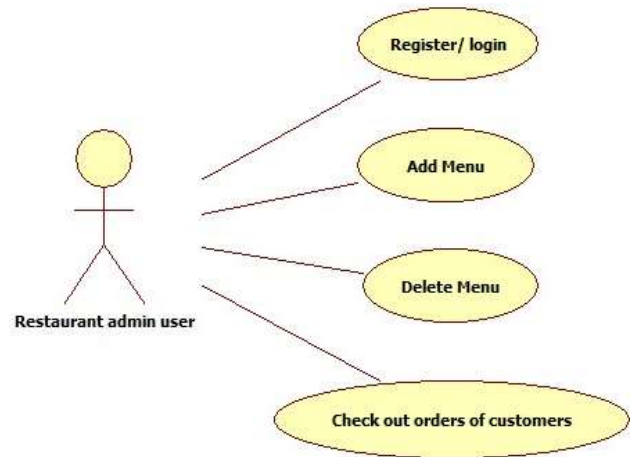 Register/ login
Add Menu
Delete Menu
Restaurant admin user
Check out orders of customers